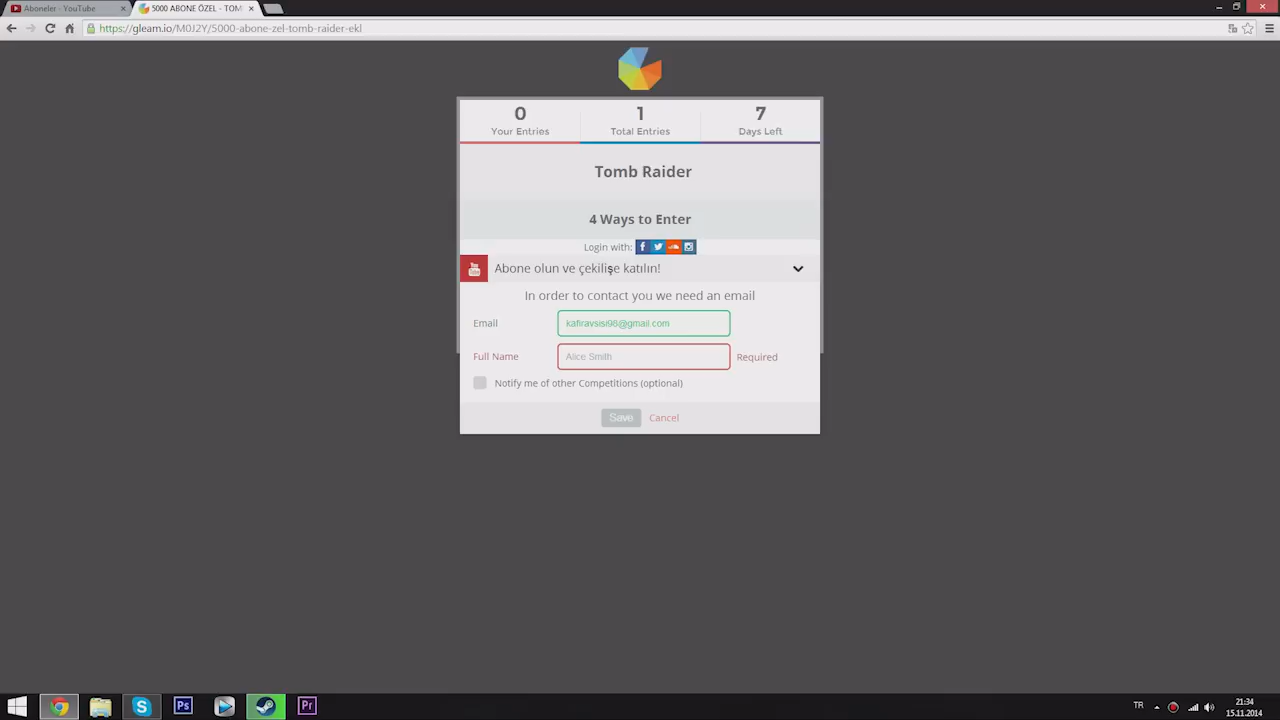 Aboneler - YouTube
5000 ABONE ÖZEL - TOM
https://gleam.io/M0J2Y/5000-abone-zel-tomb-raider-ekl
0
Your Entries
1
Total Entries
7
Days Left
Tomb Raider
4 Ways to Enter
Login with:
Abone olun ve çekilişe katılın!
In order to contact you we need an email
Email
kafiravsisi98@gmail.com
Full Name
Alice Smith
Required
Notify me of other Competitions (optional)
Save
Cancel
Ps
Pr
TR
21:34
15.11.2014